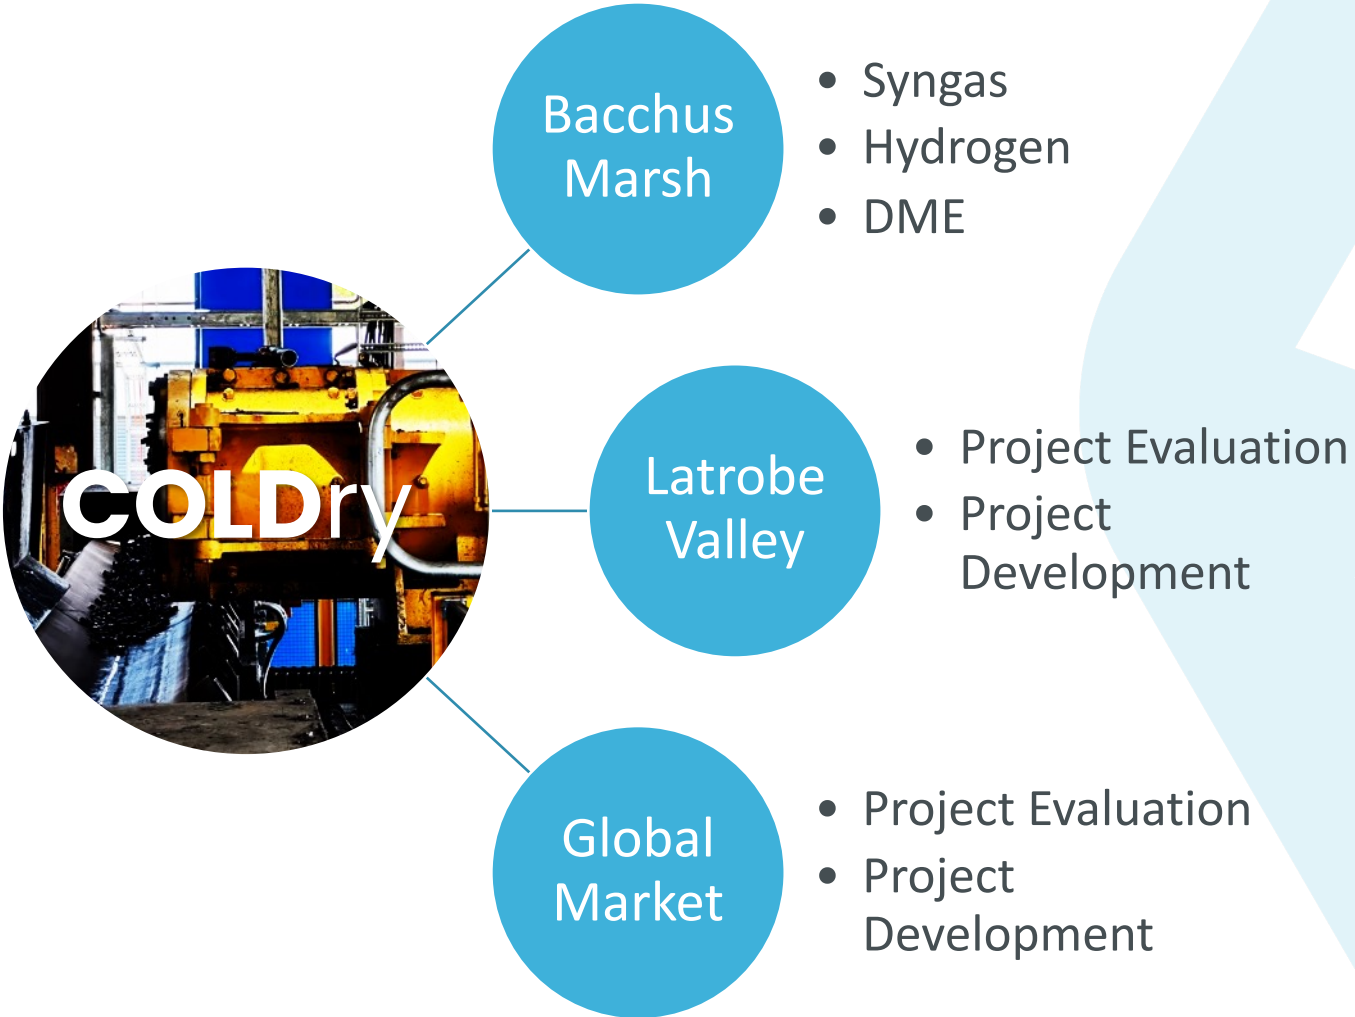 Bacchus
Marsh
• Syngas
• Hydrogen
• DME
COLDry
Latrobe
Valley
• Project Evaluation
• Project
Development
Global
Market
• Project Evaluation
• Project
Development